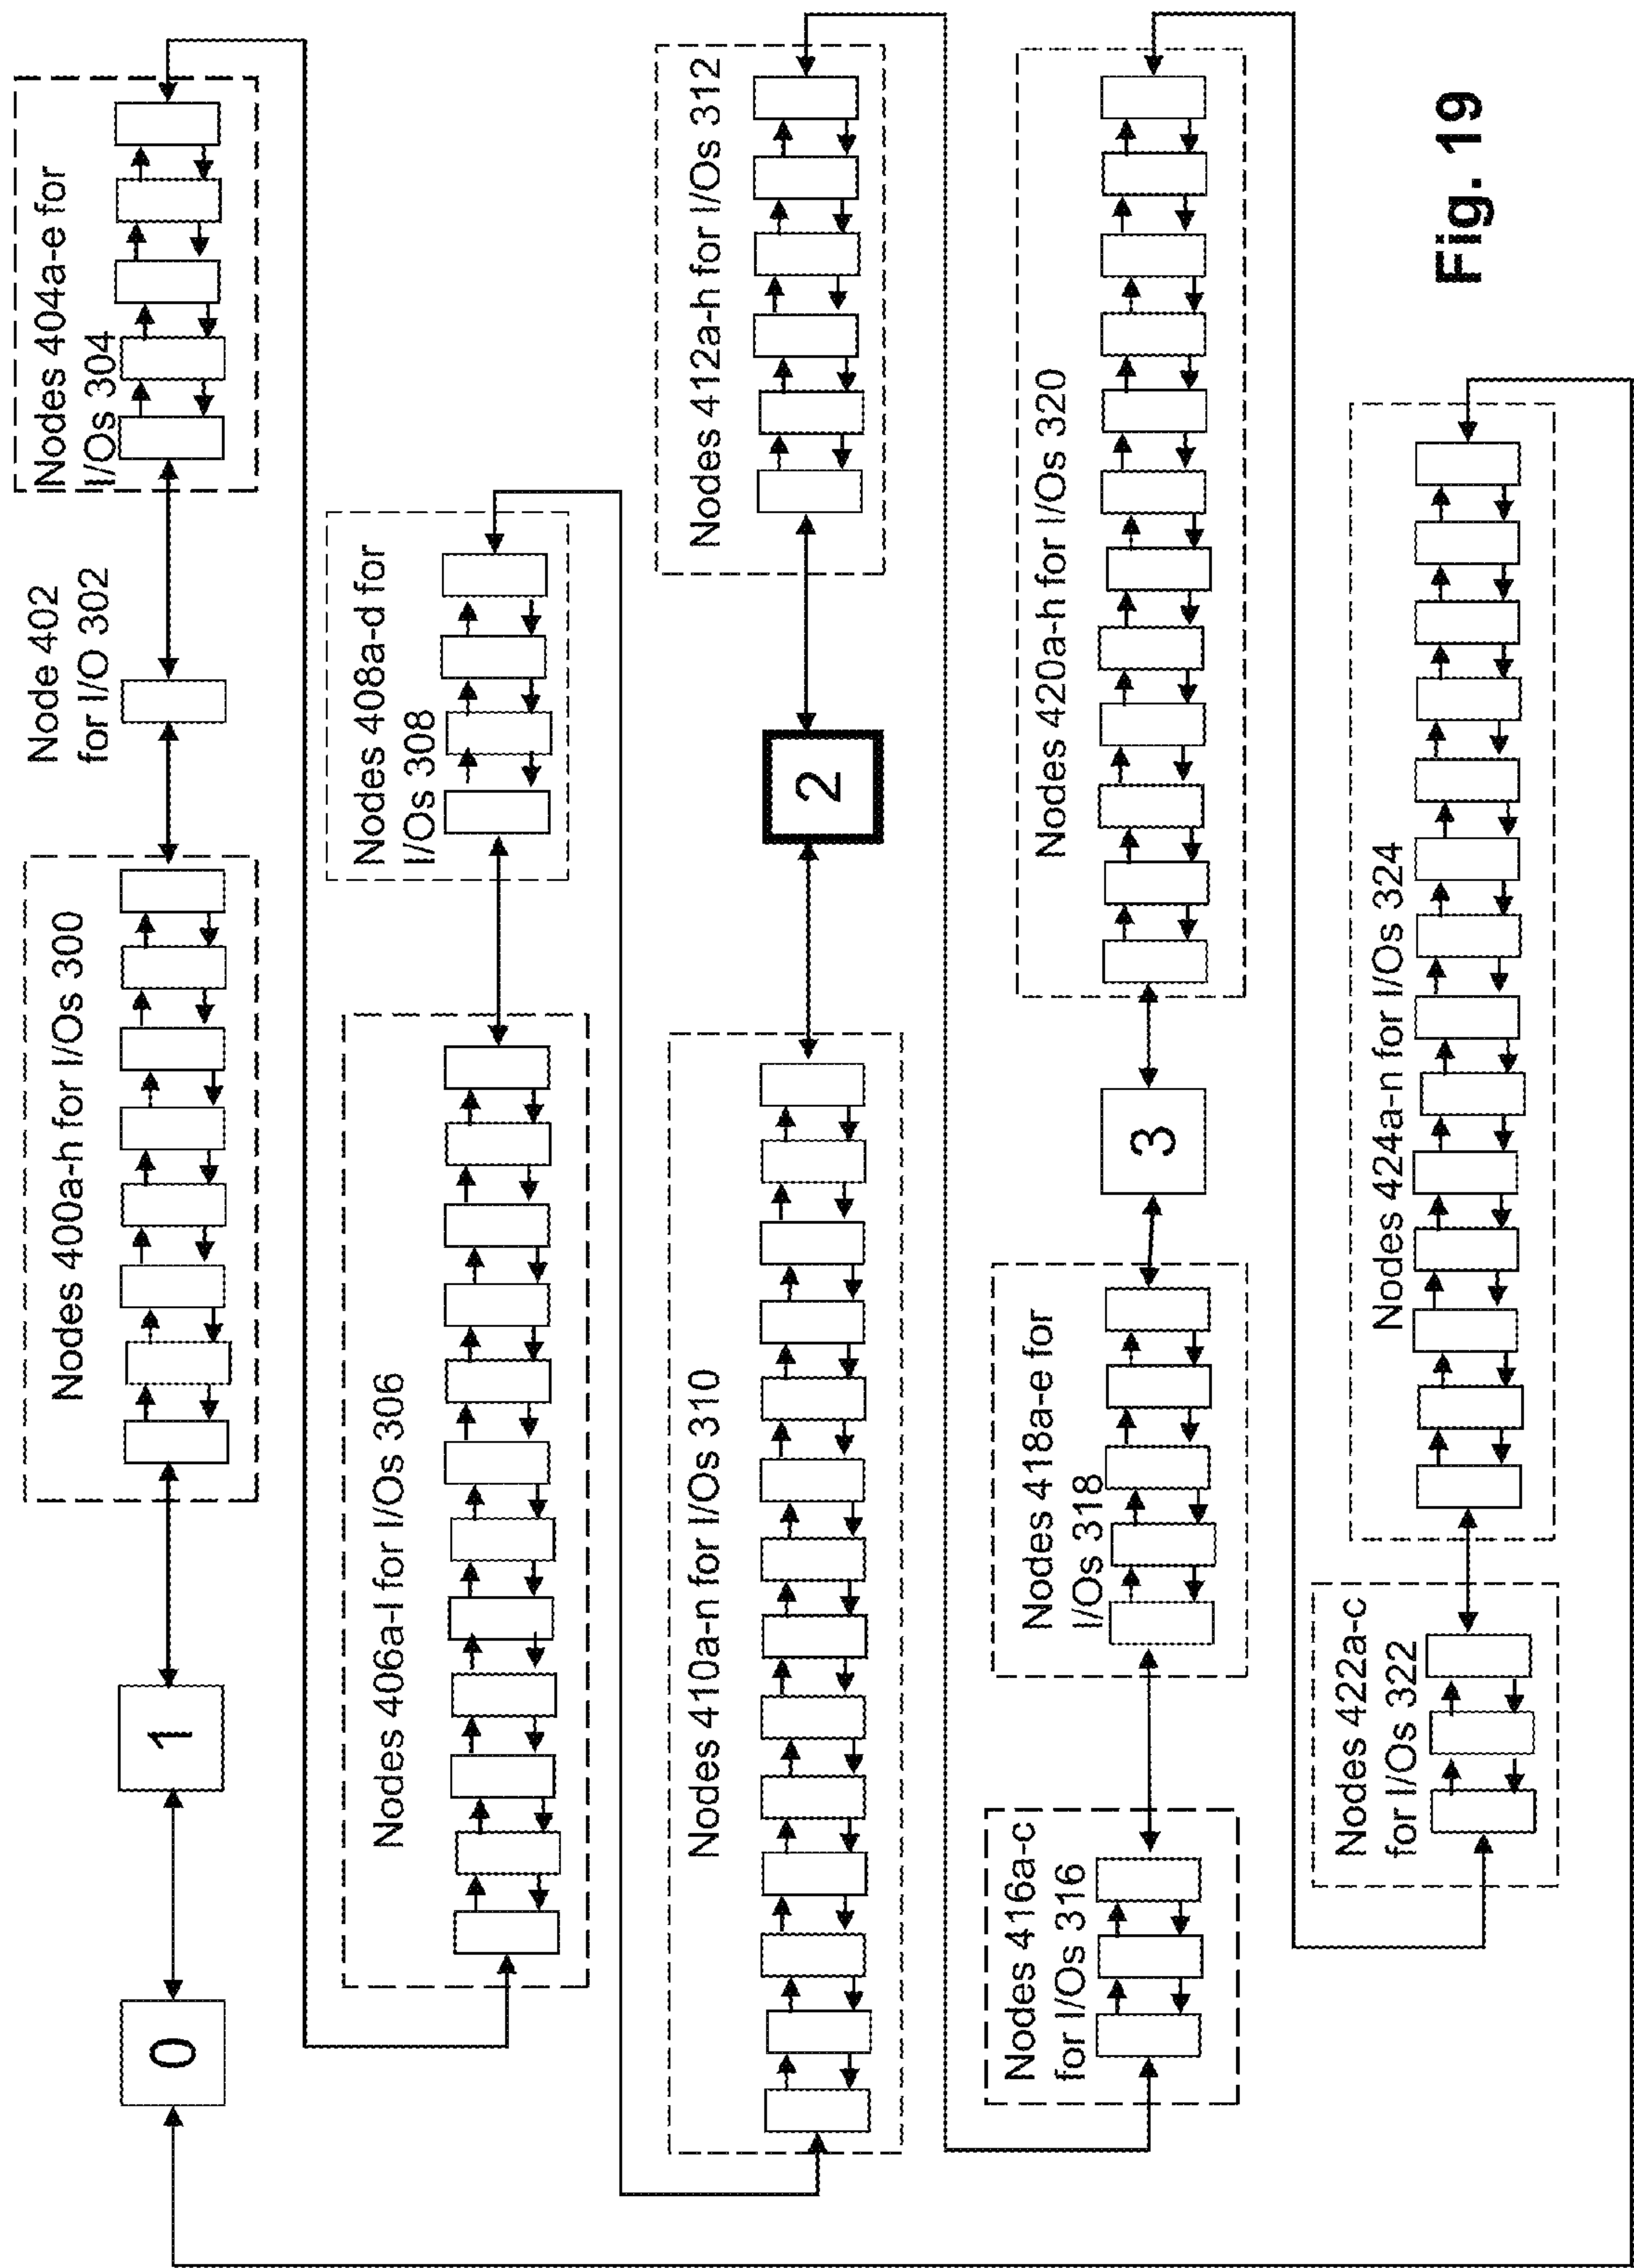 0
1
Nodes 400a-h for I/Os 300
Node 402
for I/O 302
Nodes 404a-e for
I/Os 304
Nodes 406a-l for I/Os 306
Nodes 408a-d for
I/Os 308
Nodes 410a-n for I/Os 310
2
Nodes 412a-h for I/Os 312
Nodes 416a-c
for I/Os 316
Nodes 418a-e for
I/Os 318
3
Nodes 420a-h for I/Os 320
Nodes 422a-c
for I/Os 322
Nodes 424a-n for I/Os 324
Fig. 19